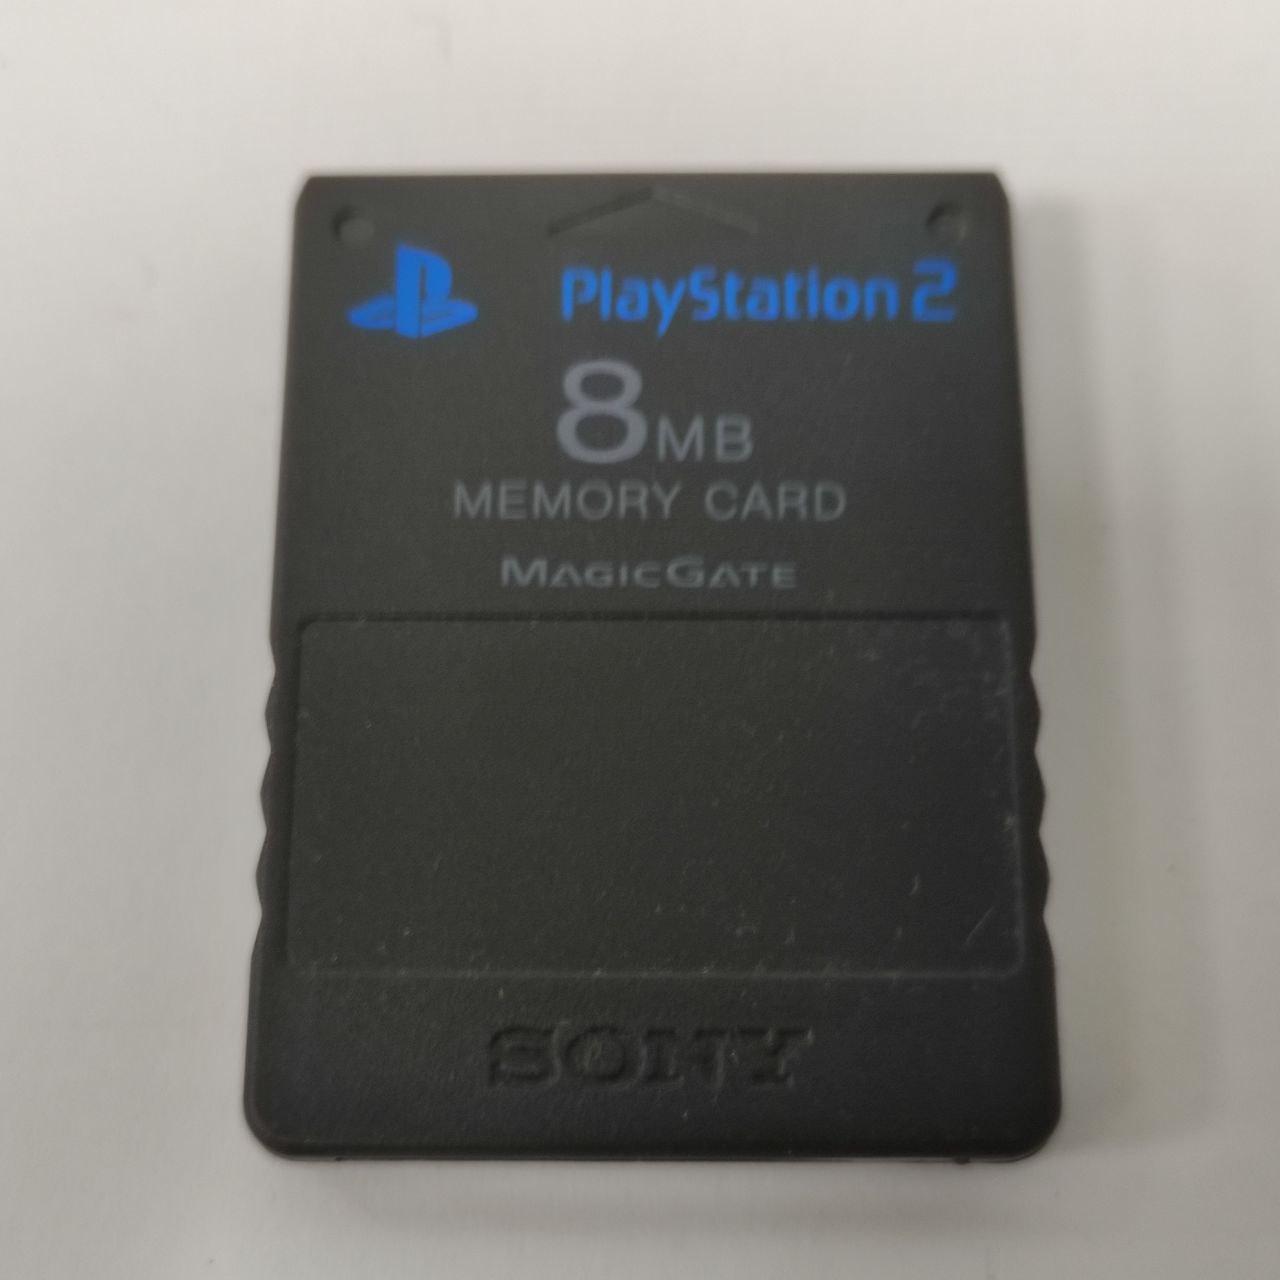 PlayStation 2
8MB
MEMORY CARD
MAGICGATE
SONY